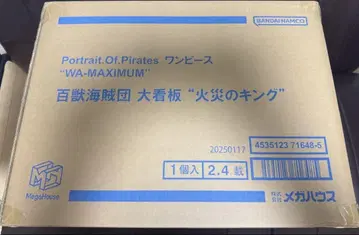 BANDAI NAMCO
Portrait.Of.Pirates ワンピース
"WA-MAXIMUM"
百獣海賊団 大看板 "火災のキング"
20250117
4535123 71648-5
1個入 2.4 載
MegaHouse
株式会社 メガハウス